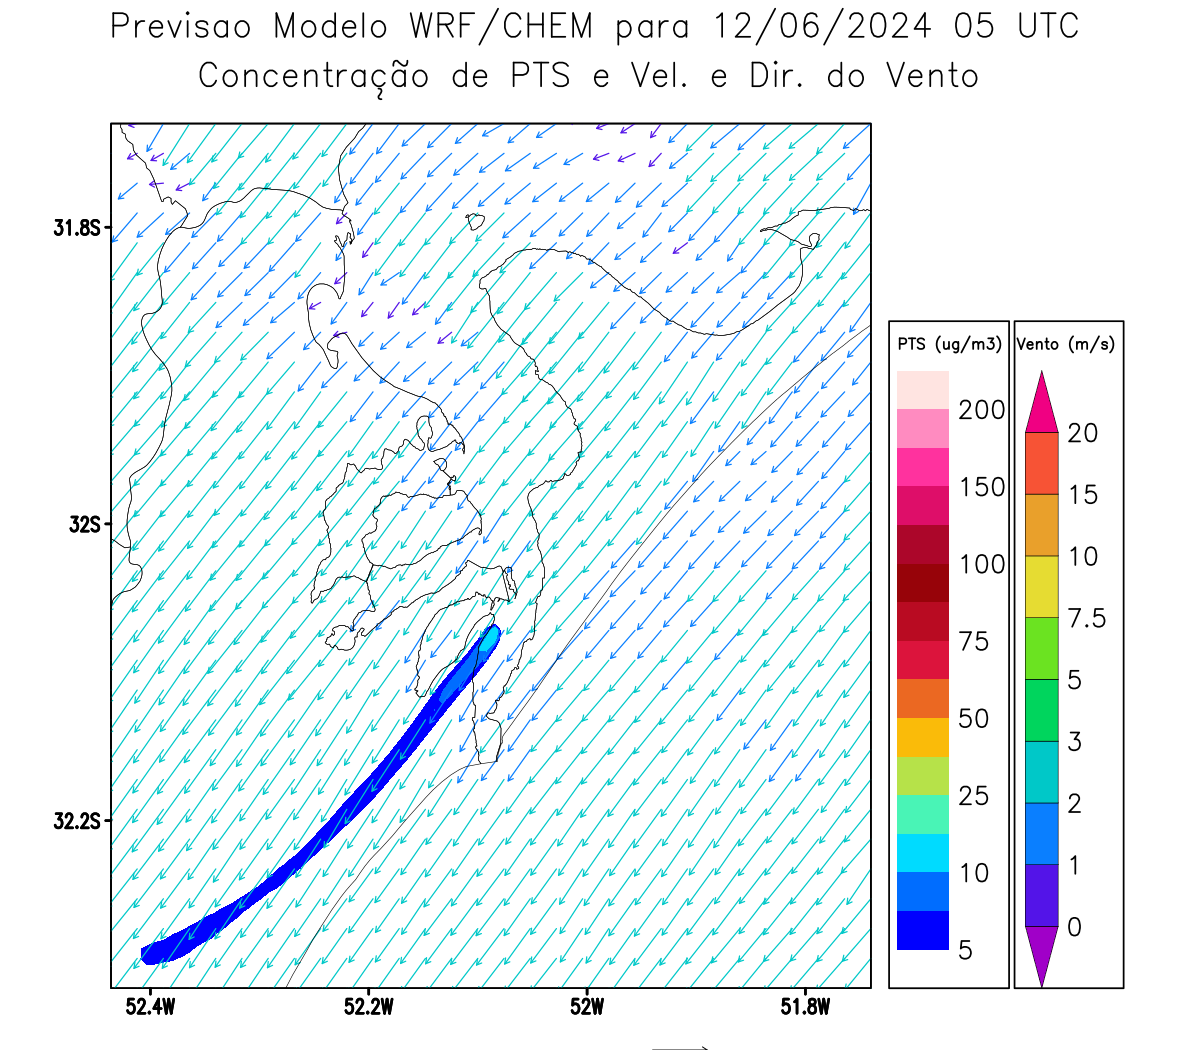 Previsao Modelo WRF/CHEM para 12/06/2024 05 UTC
Concentração de PTS e Vel. e Dir. do Vento
31.8S
32S
32.2S
52.4W
52.2W
52W
51.8W
PTS (ug/m3)
200
150
100
75
50
25
10
5
Vento (m/s)
20
15
10
7.5
5
3
2
1
0